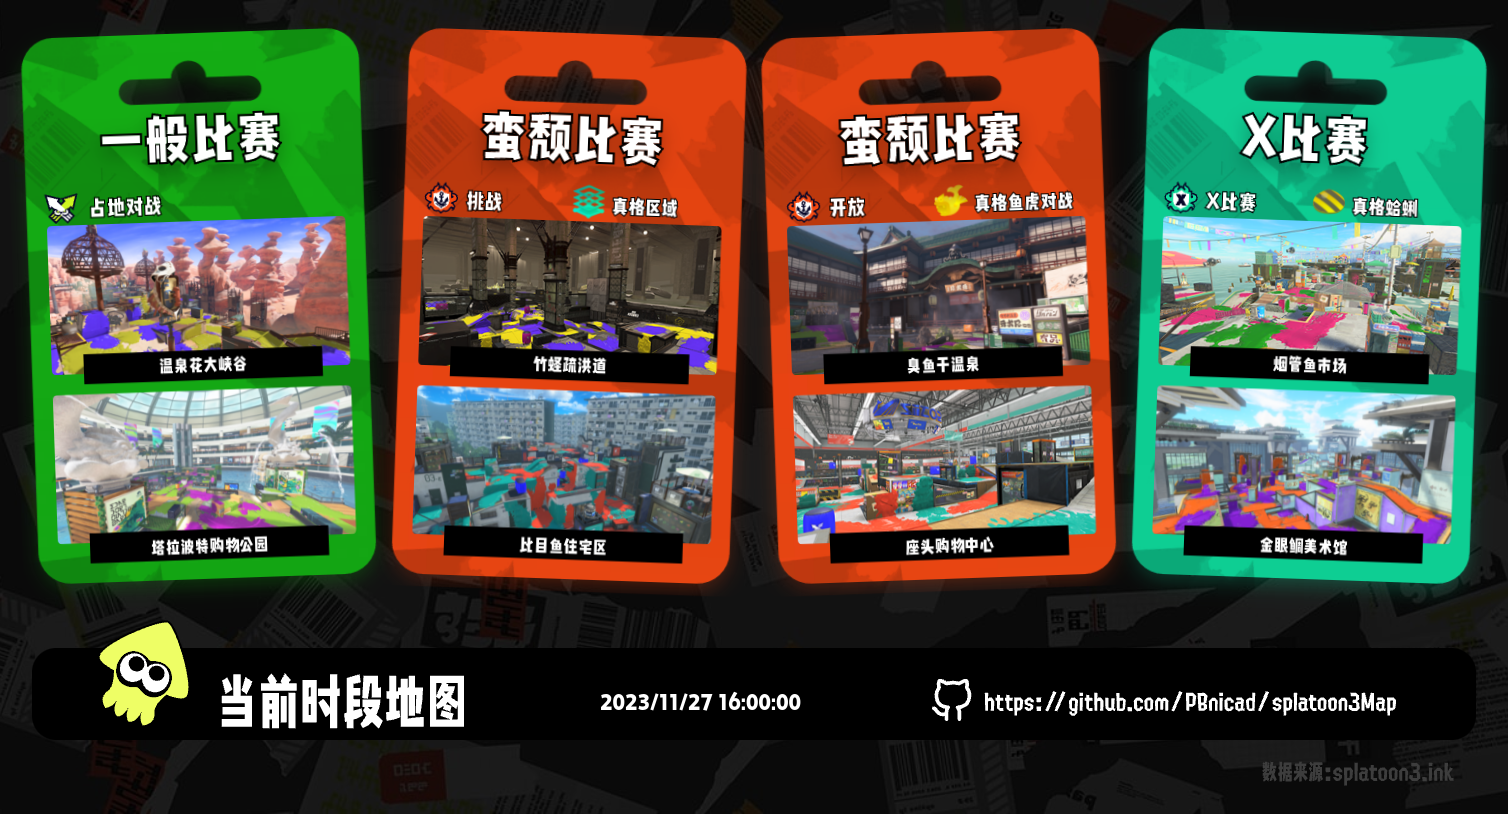 一般比赛
占地对战
温泉花大峡谷
塔拉波特购物公园
蛮颓比赛
挑战
真格区域
竹蛏疏洪道
比目鱼住宅区
蛮颓比赛
开放
真格鱼虎对战
臭鱼干温泉
座头购物中心
X比赛
X比赛
真格蛤蜊
烟管鱼市场
金眼鲷美术馆
当前时段地图
2023/11/27 16:00:00
https://github.com/PBnicad/splatoon3Map
数据来源:splatoon3.ink